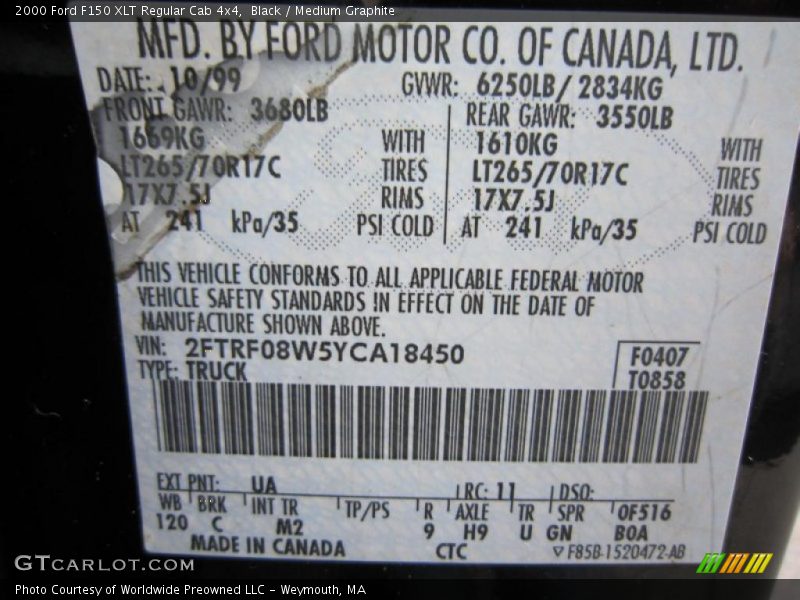 2000 Ford F150 XLT Regular Cab 4x4, Black / Medium Graphite
MFD. BY FORD MOTOR CO. OF CANADA, LTD.
DATE: 10/99 GVWR: 6250LB/ 2834KG
FRONT GAWR: 3680LB REAR GAWR: 3550LB
1669KG WITH 1610KG WITH
LT265/70R17C TIRES LT265/70R17C TIRES
17X7.5J RIMS 17X7.5J RIMS
AT 241 kPa/35 PSI COLD AT 241 kPa/35 PSI COLD
THIS VEHICLE CONFORMS TO ALL APPLICABLE FEDERAL MOTOR
VEHICLE SAFETY STANDARDS IN EFFECT ON THE DATE OF
MANUFACTURE SHOWN ABOVE.
VIN: 2FTRF08W5YCA18450 F0407
TYPE: TRUCK T0858
EXT PNT: UA RC: 11 DSO:
WB BRK INT TR TP/PS R AXLE TR SPR 0F516
120 C M2 9 H9 U GN B0A
MADE IN CANADA CTC ▽F85B-1520472-AB
GTCARLOT.COM
Photo Courtesy of Worldwide Preowned LLC - Weymouth, MA